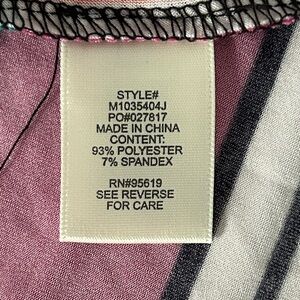 STYLE#
M1035404J
PO#027817
MADE IN CHINA
CONTENT:
93% POLYESTER
7% SPANDEX
RN#95619
SEE REVERSE
FOR CARE